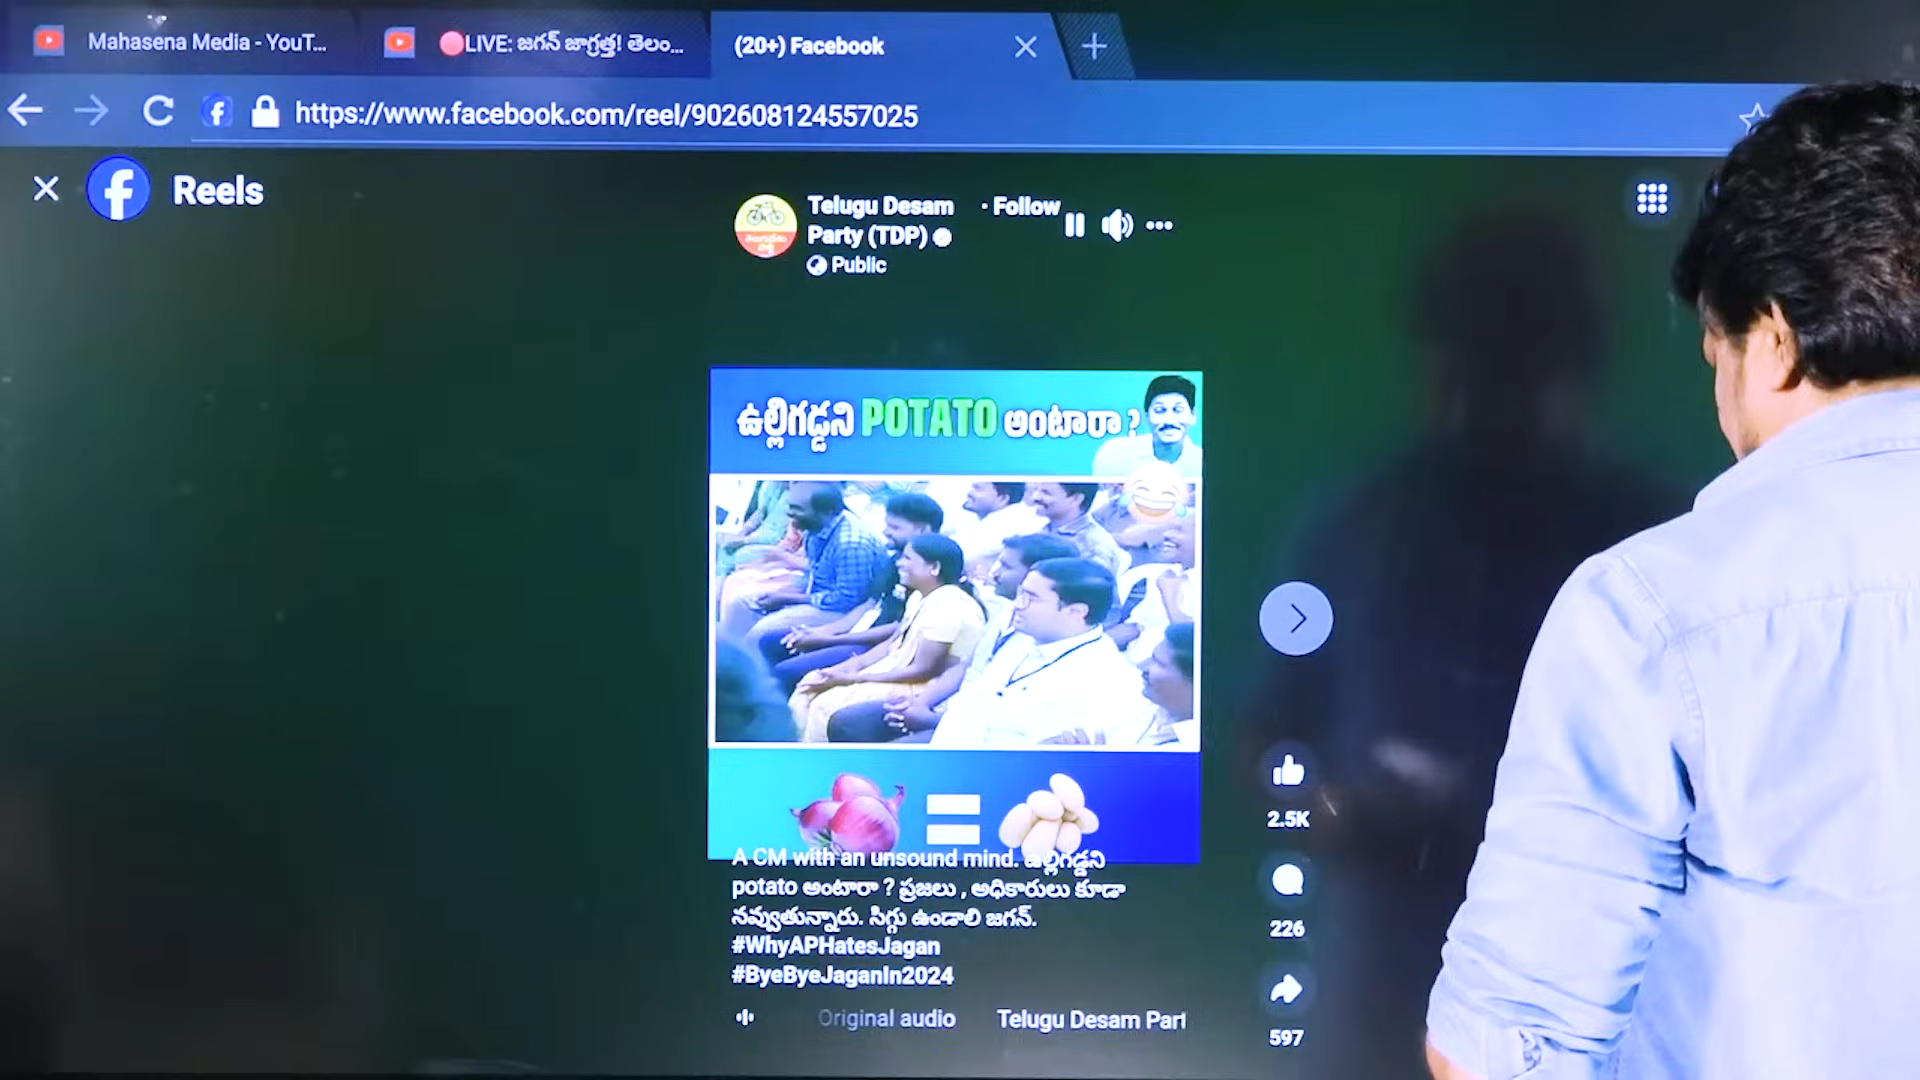 Mahasena Media - YouT...
LIVE: జగన్ జాగ్రత్త! తెలం...
(20+) Facebook
https://www.facebook.com/reel/902608124557025
Reels
Telugu Desam
Party (TDP)
· Follow
Public
ఉల్లిగడ్డని POTATO అంటారా ?
A CM with an unsound mind. ఉల్లిగడ్డని
potato అంటారా ? ప్రజలు , అధికారులు కూడా
నవ్వుతున్నారు. సిగ్గు ఉండాలి జగన్.
#WhyAPHatesJagan
#ByeByeJaganIn2024
Original audio
Telugu Desam Part
2.5K
226
597